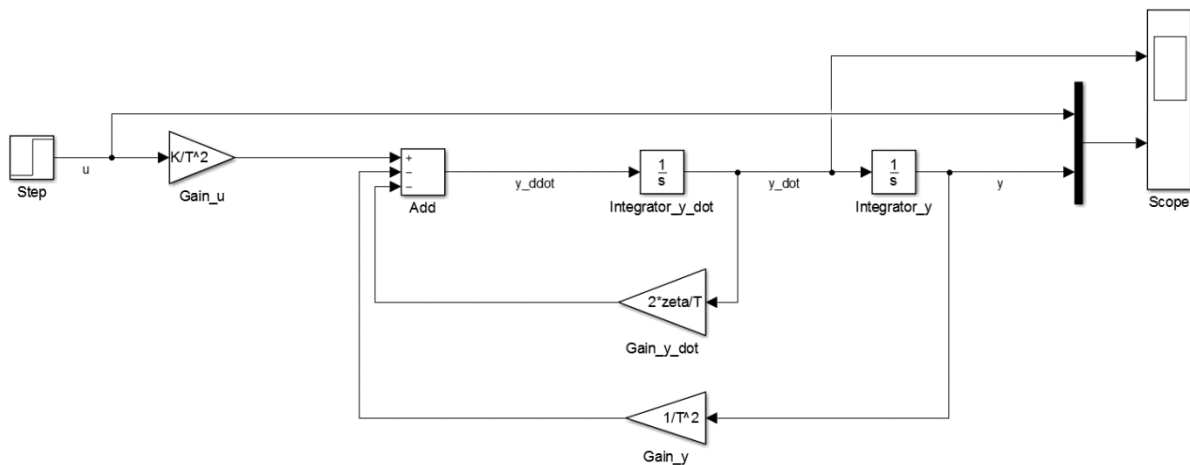 Step
u
K/T^2
Gain_u
+
−
−
Add
y_ddot
1
s
Integrator_y_dot
y_dot
1
s
Integrator_y
y
Scope
2*zeta/T
Gain_y_dot
1/T^2
Gain_y